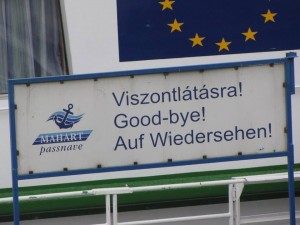 Viszontlátásra!
Good-bye!
Auf Wiedersehen!
MAHART
passnave